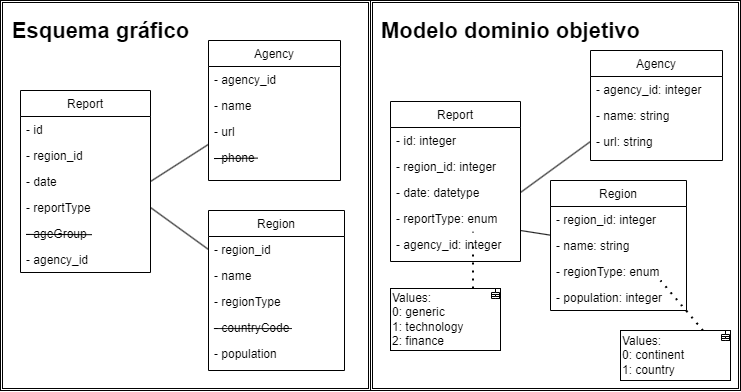 Esquema gráfico
Agency
- agency_id
- name
- url
- phone
Report
- id
- region_id
- date
- reportType
- ageGroup
- agency_id
Region
- region_id
- name
- regionType
- countryCode
- population
Modelo dominio objetivo
Agency
- agency_id: integer
- name: string
- url: string
Report
- id: integer
- region_id: integer
- date: datetype
- reportType: enum
- agency_id: integer
Region
- region_id: integer
- name: string
- regionType: enum
- population: integer
Values:
0: generic
1: technology
2: finance
Values:
0: continent
1: country